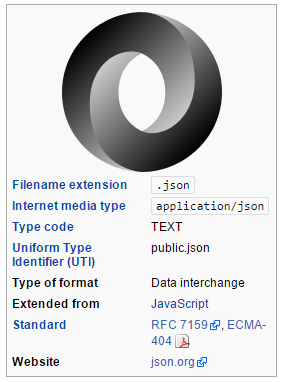 Filename extension .json
Internet media type application/json
Type code TEXT
Uniform Type public.json
Identifier (UTI)
Type of format Data interchange
Extended from JavaScript
Standard RFC 7159, ECMA-
404
Website json.org